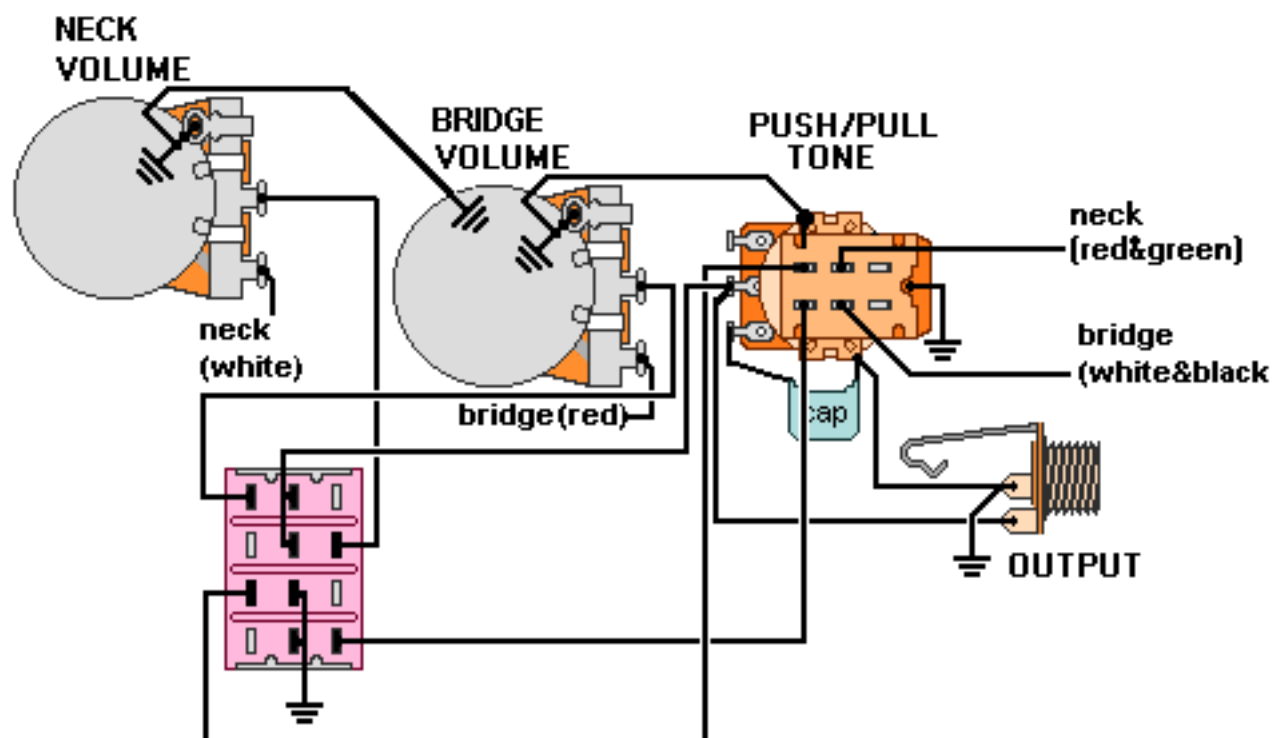 NECK
VOLUME
BRIDGE
VOLUME
PUSH/PULL
TONE
neck
(red&green)
neck
(white)
bridge
(white&black
bridge(red)
cap
OUTPUT